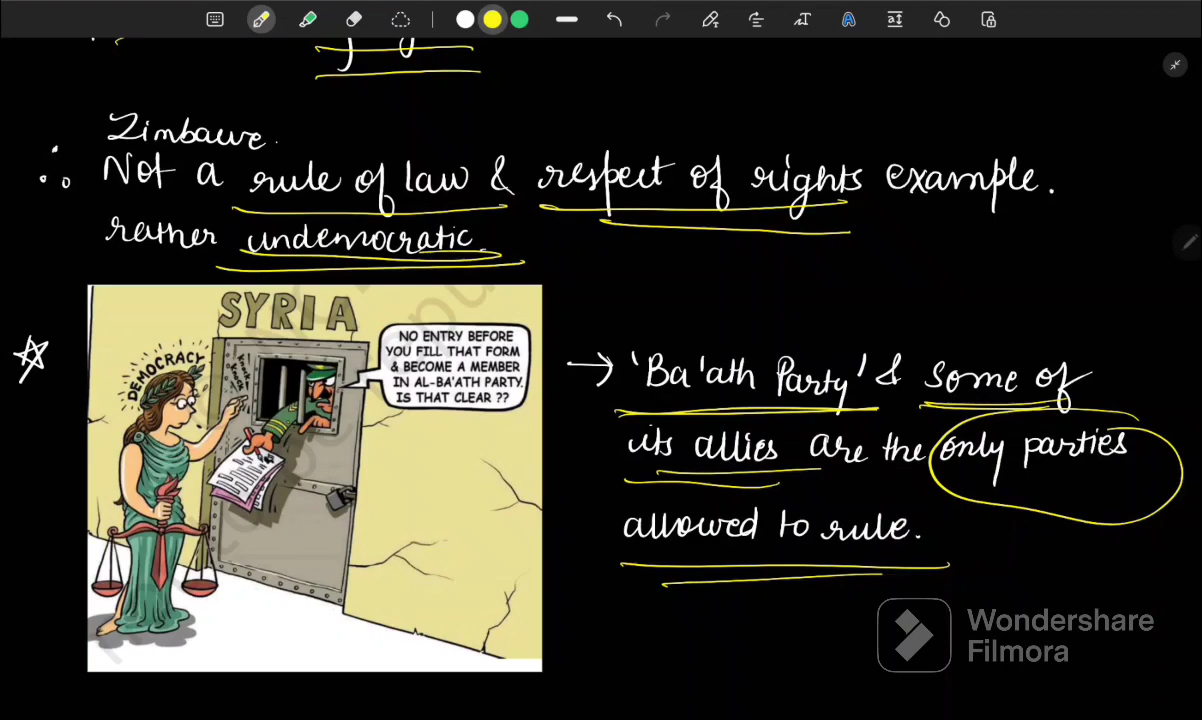 Zimbawe.
∴ Not a rule of law & respect of rights example.
rather undemocratic.
SYRIA
DEMOCRACY
KNOCK
KNOCK
NO ENTRY BEFORE
YOU FILL THAT FORM
& BECOME A MEMBER
IN AL-BA'ATH PARTY.
IS THAT CLEAR ??
→ 'Ba'ath Party' & some of
its allies are the only parties
allowed to rule.
Wondershare
Filmora